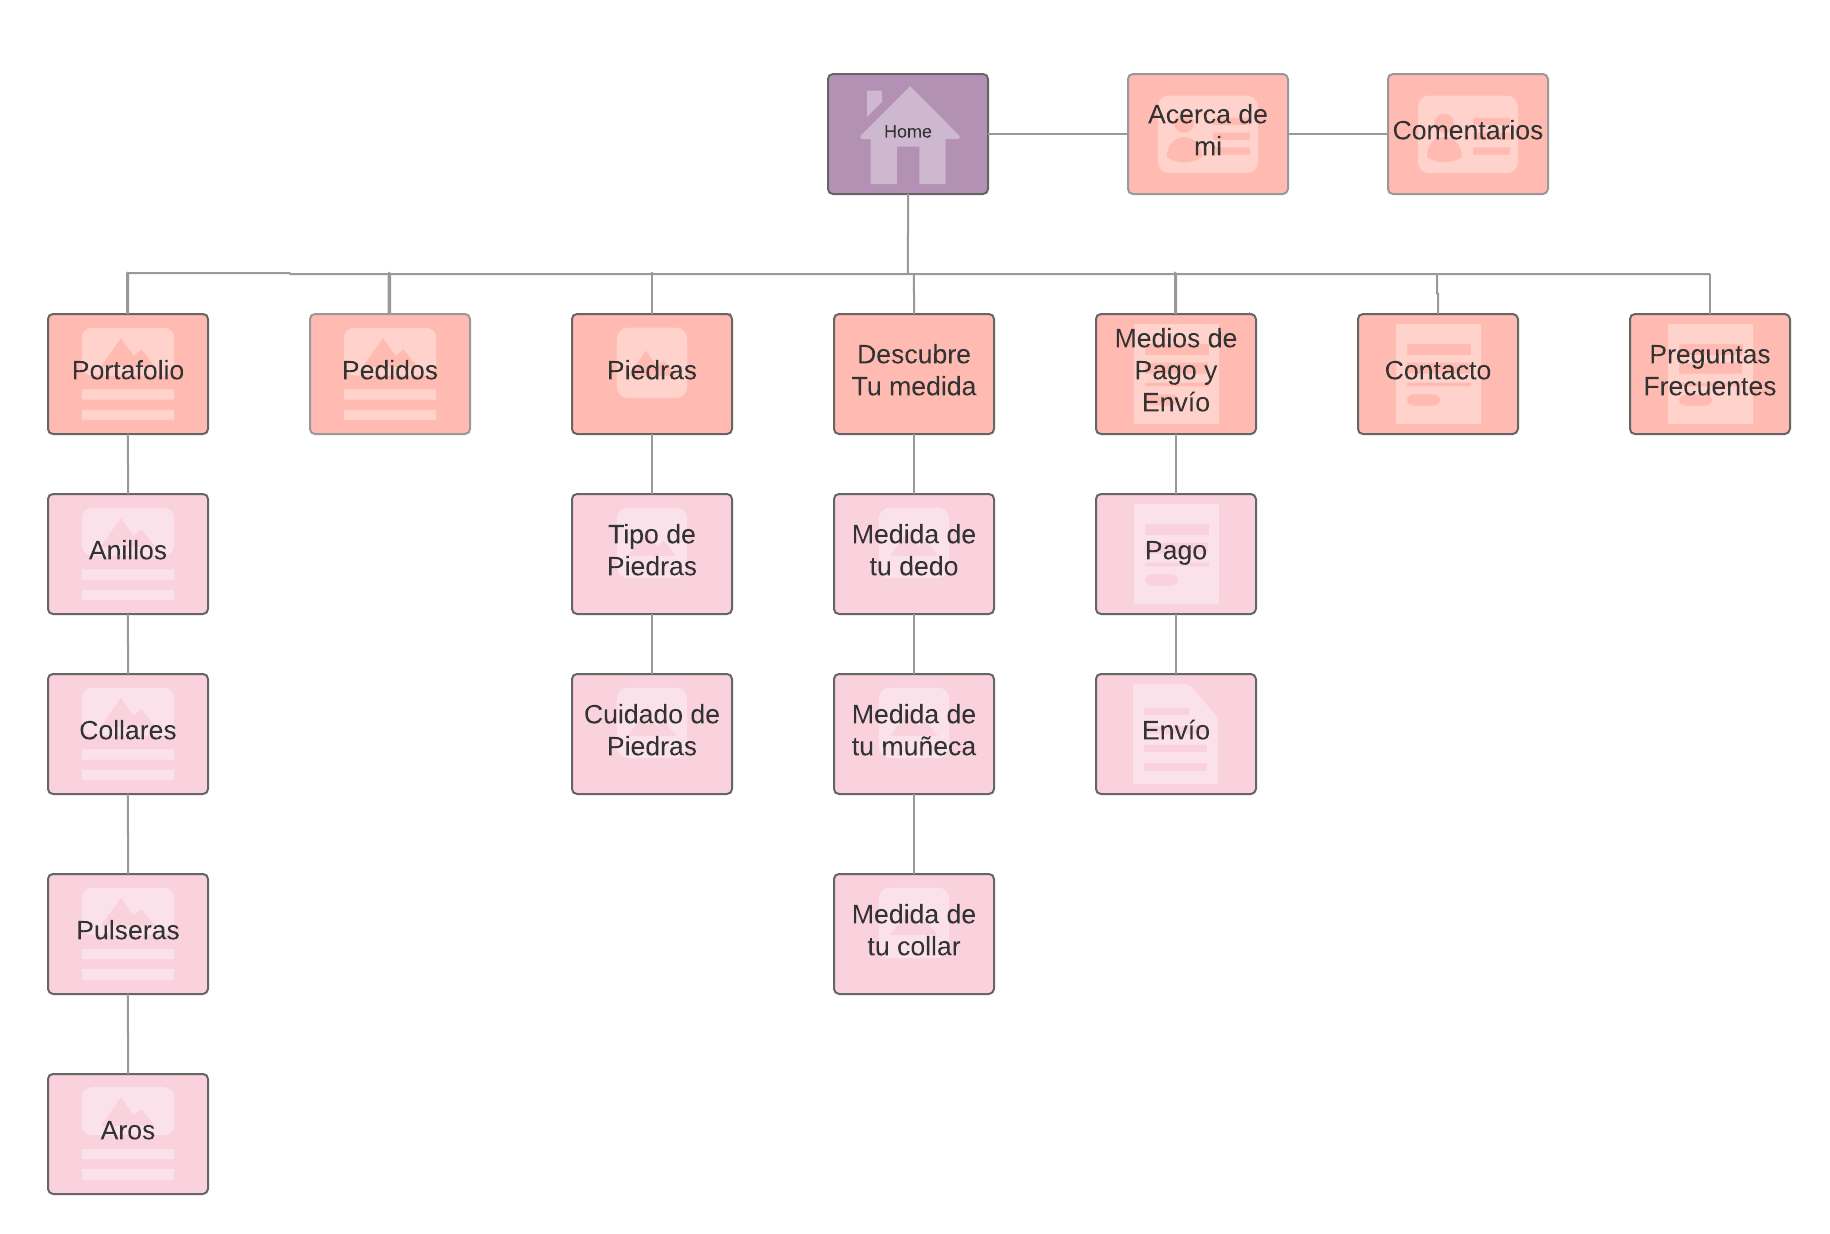 Home
Acerca de
mi
Comentarios
Portafolio
Pedidos
Piedras
Descubre
Tu medida
Medios de
Pago y
Envío
Contacto
Preguntas
Frecuentes
Anillos
Tipo de
Piedras
Medida de
tu dedo
Pago
Collares
Cuidado de
Piedras
Medida de
tu muñeca
Envío
Pulseras
Medida de
tu collar
Aros